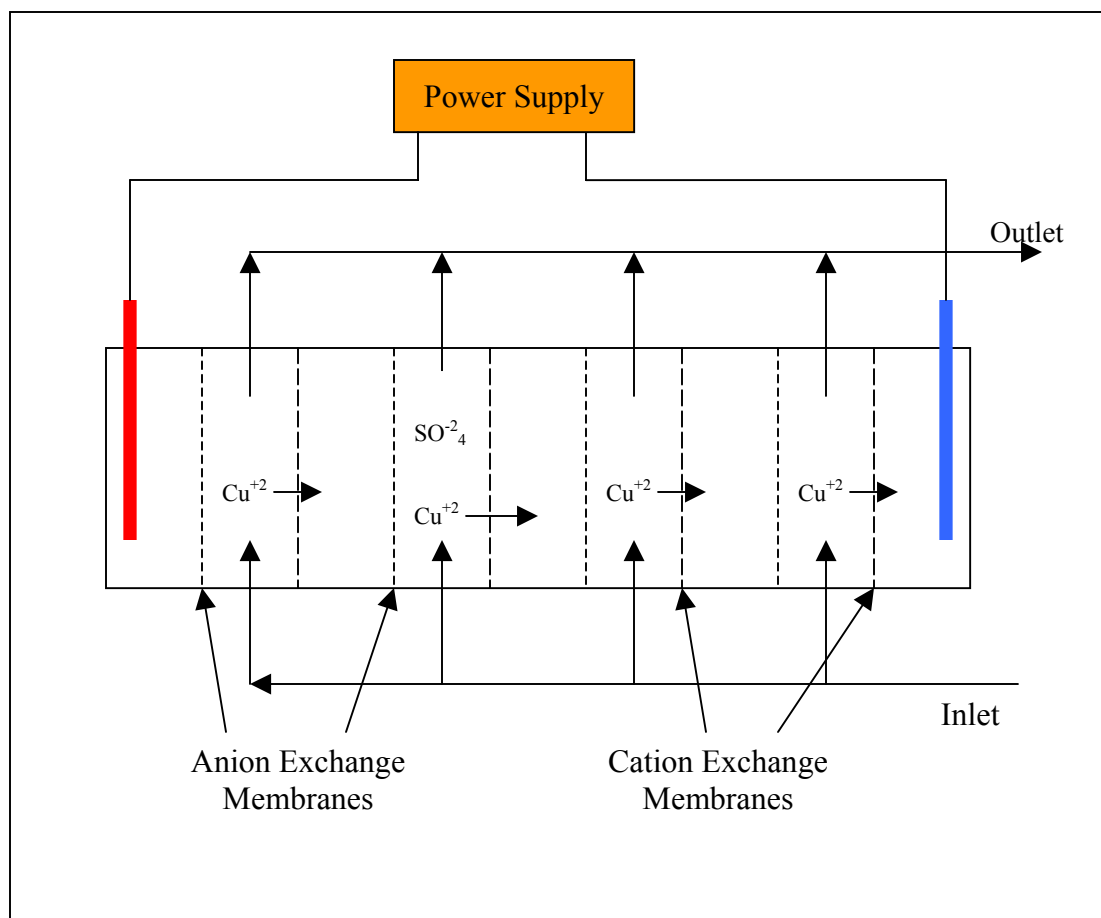 Power Supply
Outlet
SO⁻²₄
Cu⁺²
Cu⁺²
Cu⁺²
Cu⁺²
Inlet
Anion Exchange
Membranes
Cation Exchange
Membranes